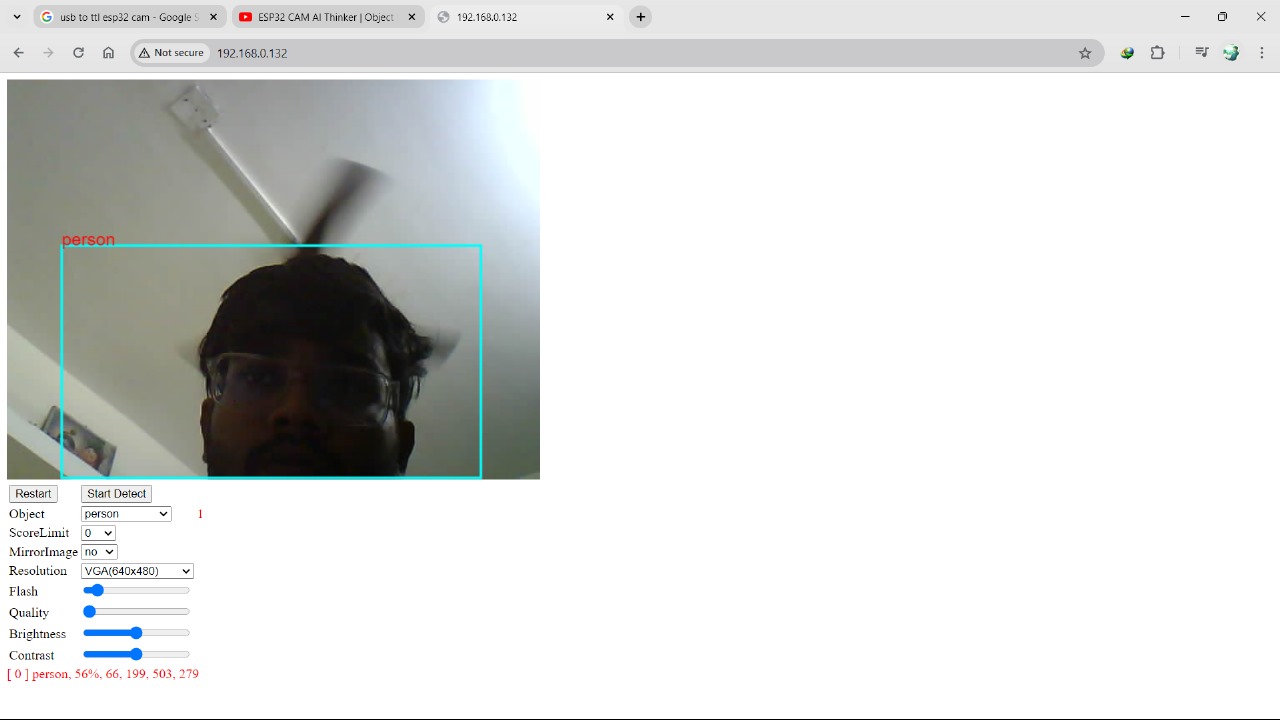 usb to ttl esp32 cam - Google S
ESP32 CAM AI Thinker | Object
192.168.0.132
Not secure
192.168.0.132
person
Restart
Start Detect
Object person 1
ScoreLimit 0
MirrorImage no
Resolution VGA(640x480)
Flash
Quality
Brightness
Contrast
[ 0 ] person, 56%, 66, 199, 503, 279